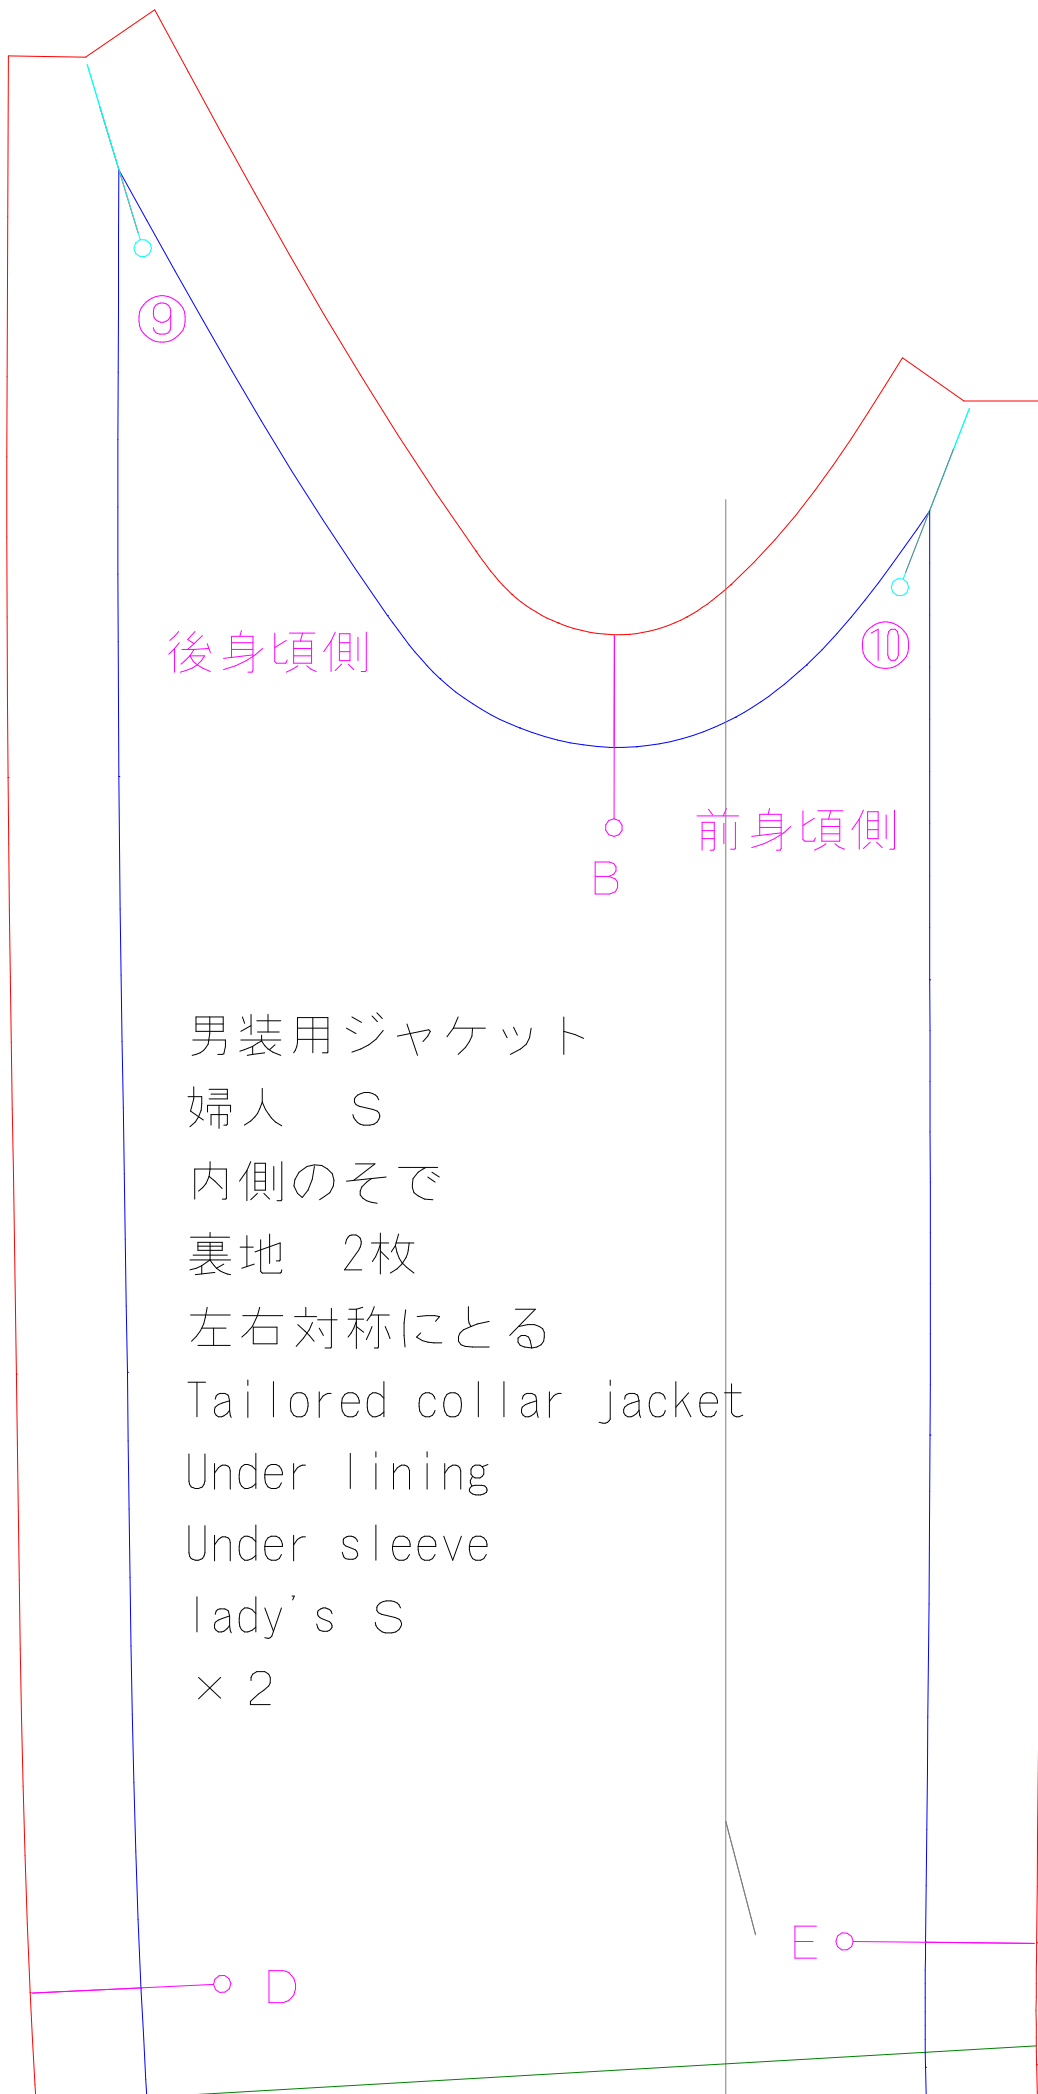 ⑨
⑩
後身頃側
前身頃側
B
男装用ジャケット
婦人　S
内側のそで
裏地　2枚
左右対称にとる
Tailored collar jacket
Under lining
Under sleeve
lady's S
×2
E
D